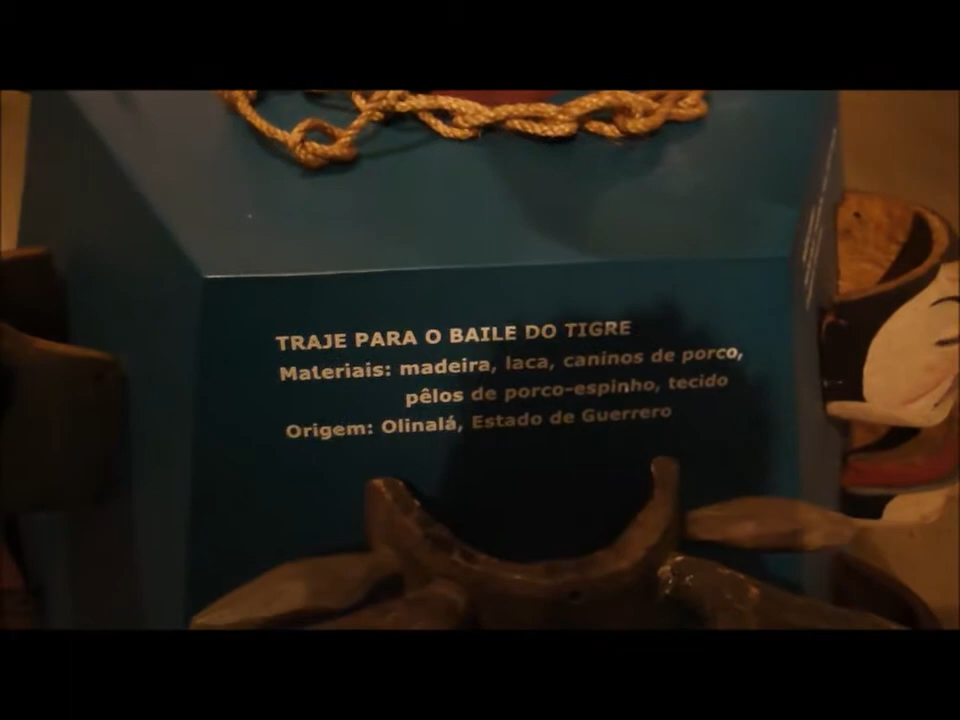 TRAJE PARA O BAILE DO TIGRE
Materiais: madeira, laca, caninos de porco,
pêlos de porco-espinho, tecido
Origem: Olinalá, Estado de Guerrero